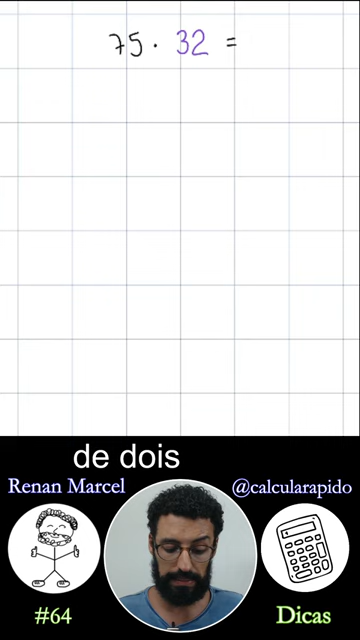 75 · 32 =
de dois
Renan Marcel
@calcularapido
#64
Dicas